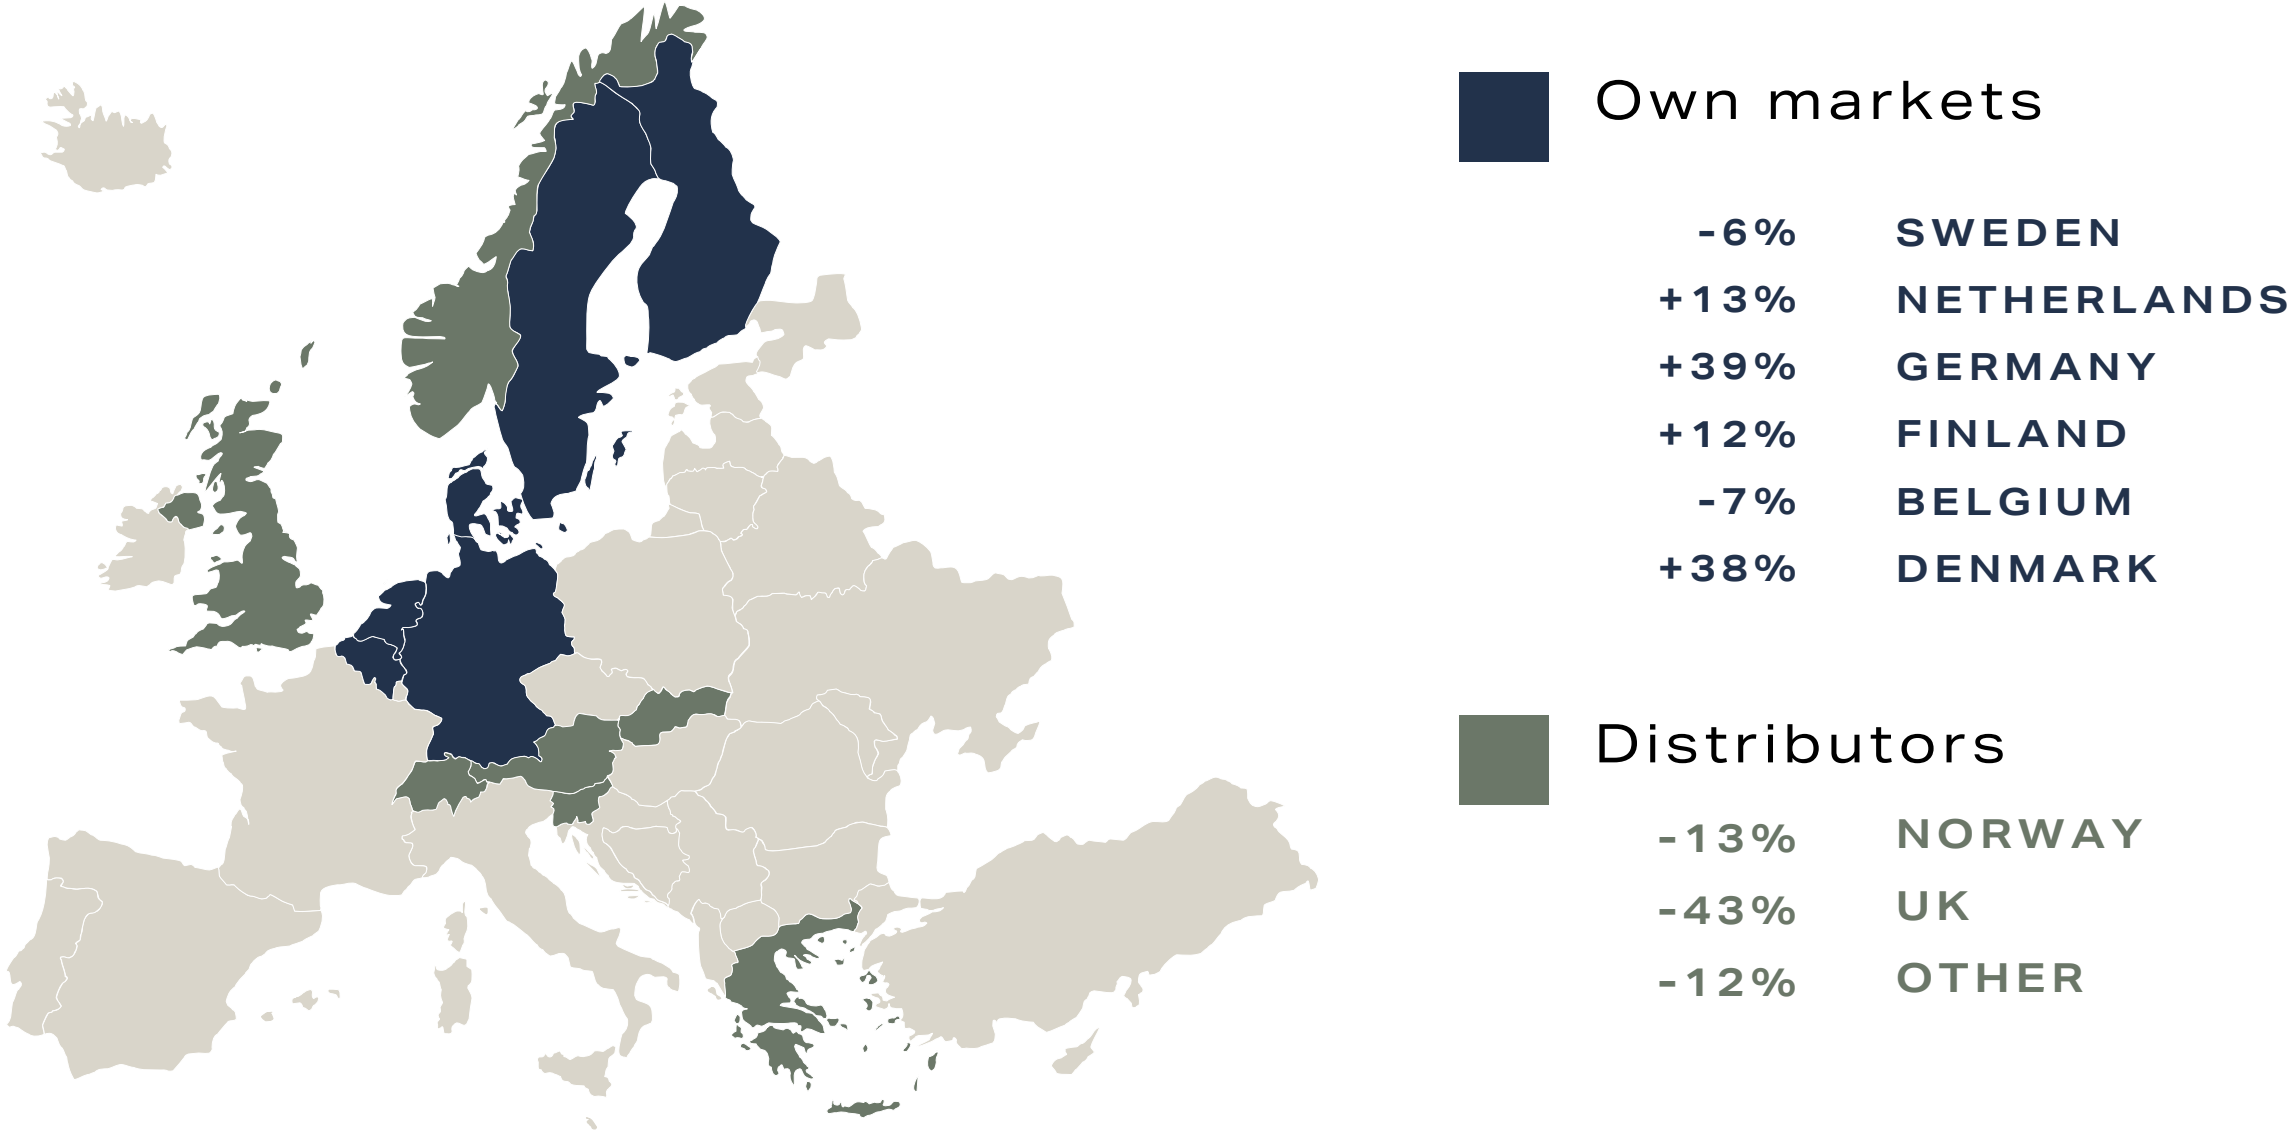 Own markets
-6% SWEDEN
+13% NETHERLANDS
+39% GERMANY
+12% FINLAND
-7% BELGIUM
+38% DENMARK
Distributors
-13% NORWAY
-43% UK
-12% OTHER